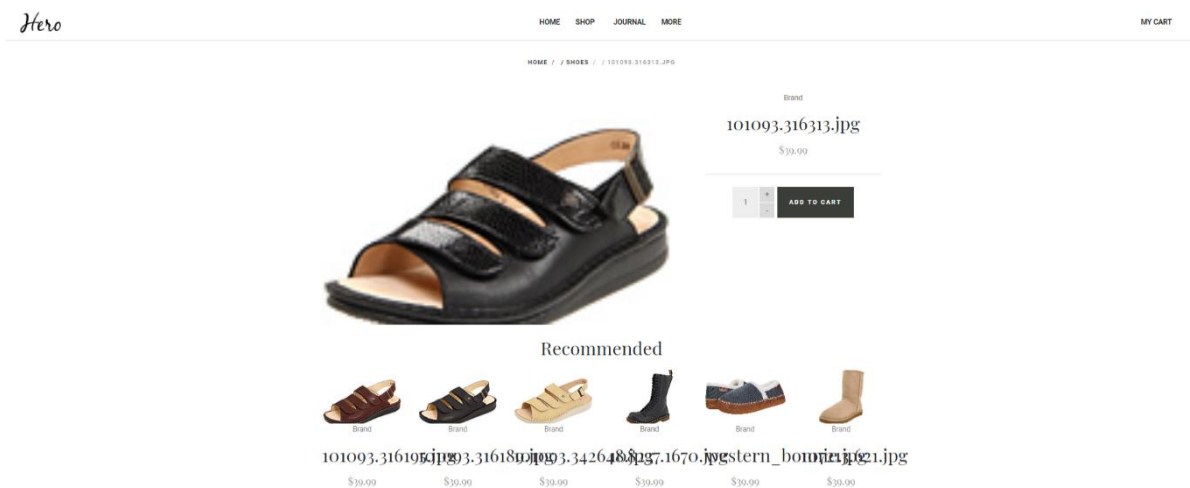 Hero
HOME SHOP JOURNAL MORE
MY CART
HOME / / SHOES / / 101093.316313.JPG
Brand
101093.316313.jpg
$39.99
1 + -
ADD TO CART
Recommended
Brand Brand Brand Brand Brand Brand
$39.99 $39.99 $39.99 $39.99 $39.99 $39.99